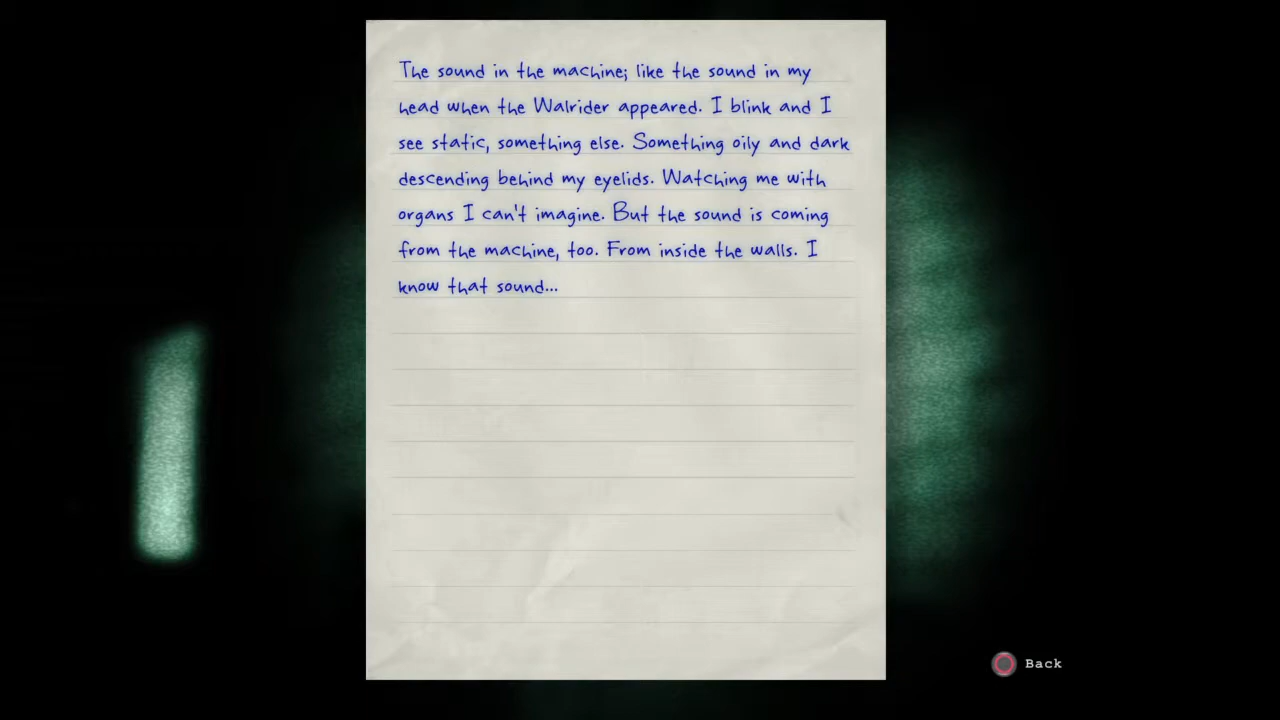 The sound in the machine; like the sound in my
head when the Walrider appeared. I blink and I
see static, something else. Something oily and dark
descending behind my eyelids. Watching me with
organs I can't imagine. But the sound is coming
from the machine, too. From inside the walls. I
know that sound...
Back